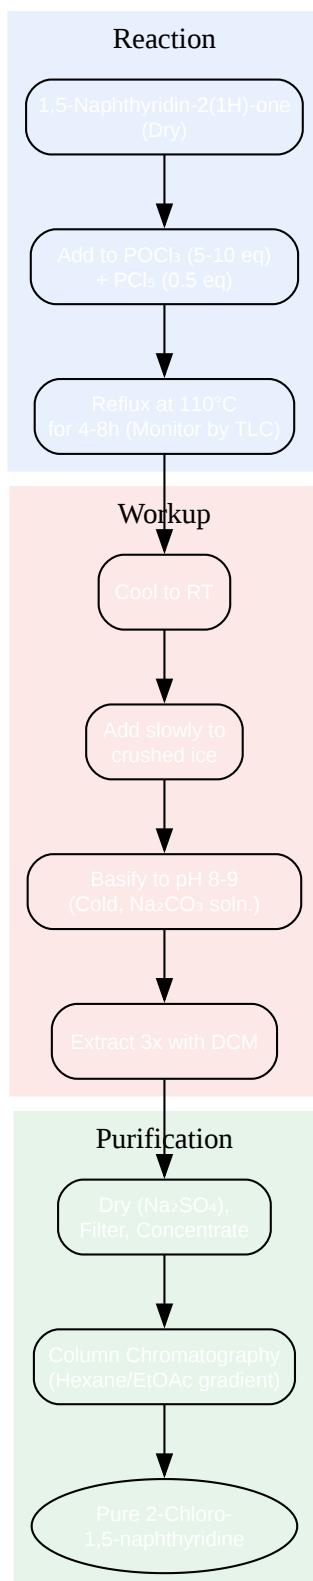 Reaction
1,5-Naphthyridin-2(1H)-one
(Dry)
Add to POCl₃ (5-10 eq)
+ PCl₅ (0.5 eq)
Reflux at 110°C
for 4-8h (Monitor by TLC)
Workup
Cool to RT
Add slowly to
crushed ice
Basify to pH 8-9
(Cold, Na₂CO₃ soln.)
Extract 3x with DCM
Purification
Dry (Na₂SO₄),
Filter, Concentrate
Column Chromatography
(Hexane/EtOAc gradient)
Pure 2-Chloro-
1,5-naphthyridine